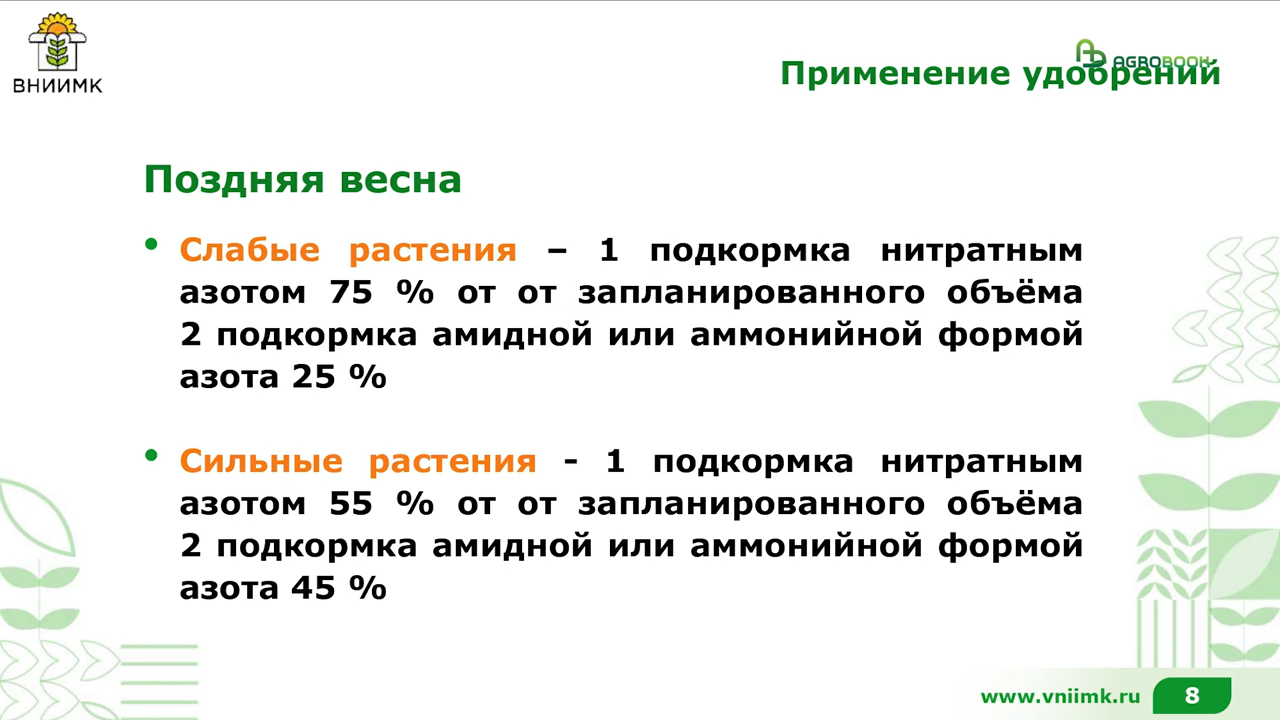 ВНИИМК
AGROBOOK
Применение удобрений
Поздняя весна
• Слабые растения – 1 подкормка нитратным
азотом 75 % от от запланированного объёма
2 подкормка амидной или аммонийной формой
азота 25 %
• Сильные растения - 1 подкормка нитратным
азотом 55 % от от запланированного объёма
2 подкормка амидной или аммонийной формой
азота 45 %
www.vniimk.ru 8